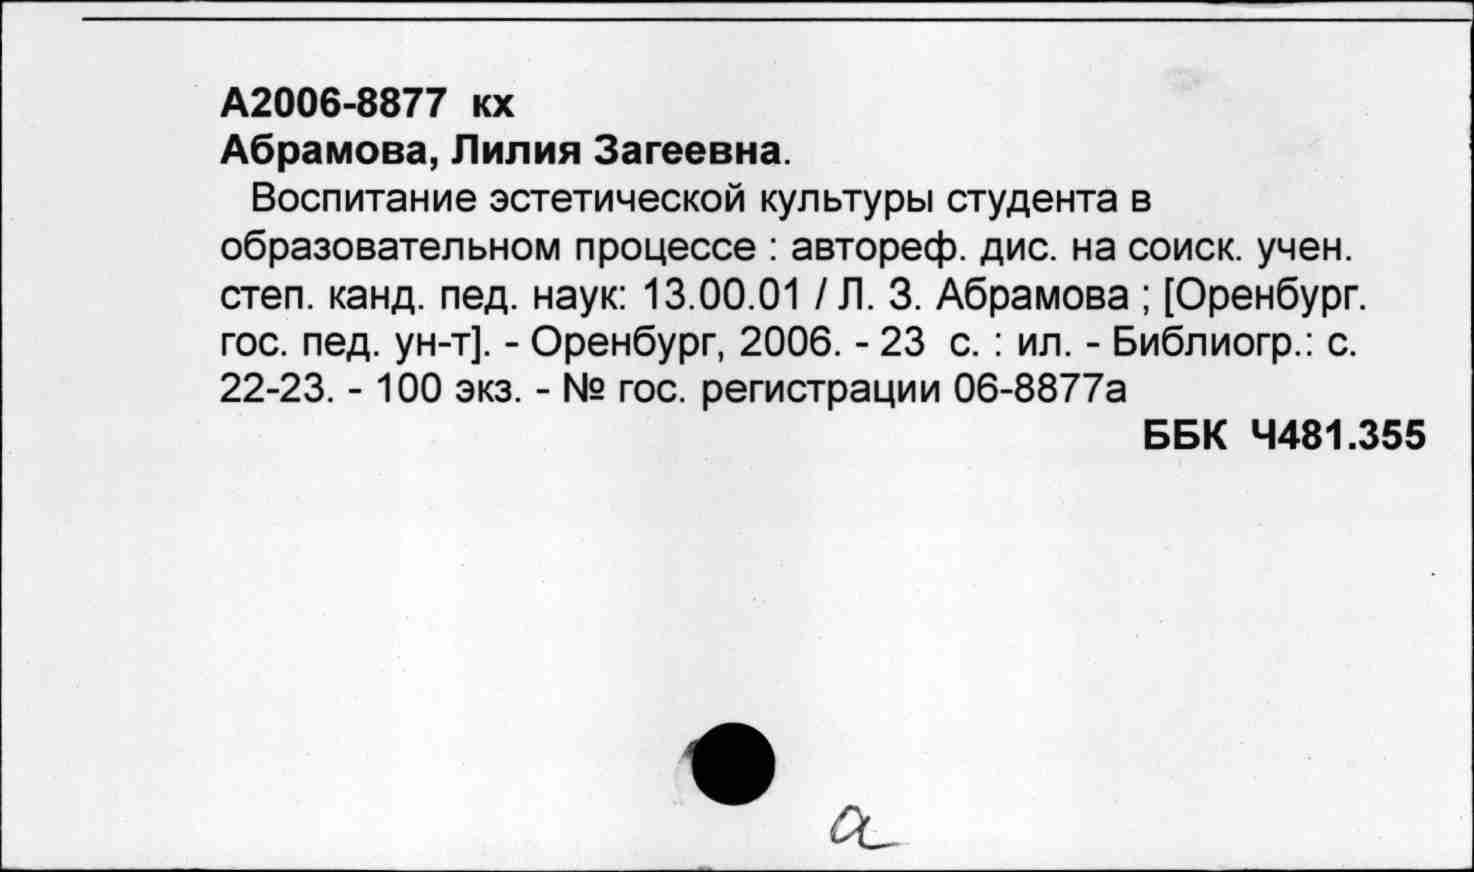 А2006-8877 кх
Абрамова, Лилия Загеевна.
Воспитание эстетической культуры студента в
образовательном процессе : автореф. дис. на соиск. учен.
степ. канд. пед. наук: 13.00.01 / Л. З. Абрамова ; [Оренбург.
гос. пед. ун-т]. - Оренбург, 2006. - 23 с. : ил. - Библиогр.: с.
22-23. - 100 экз. - № гос. регистрации 06-8877а
ББК Ч481.355
а